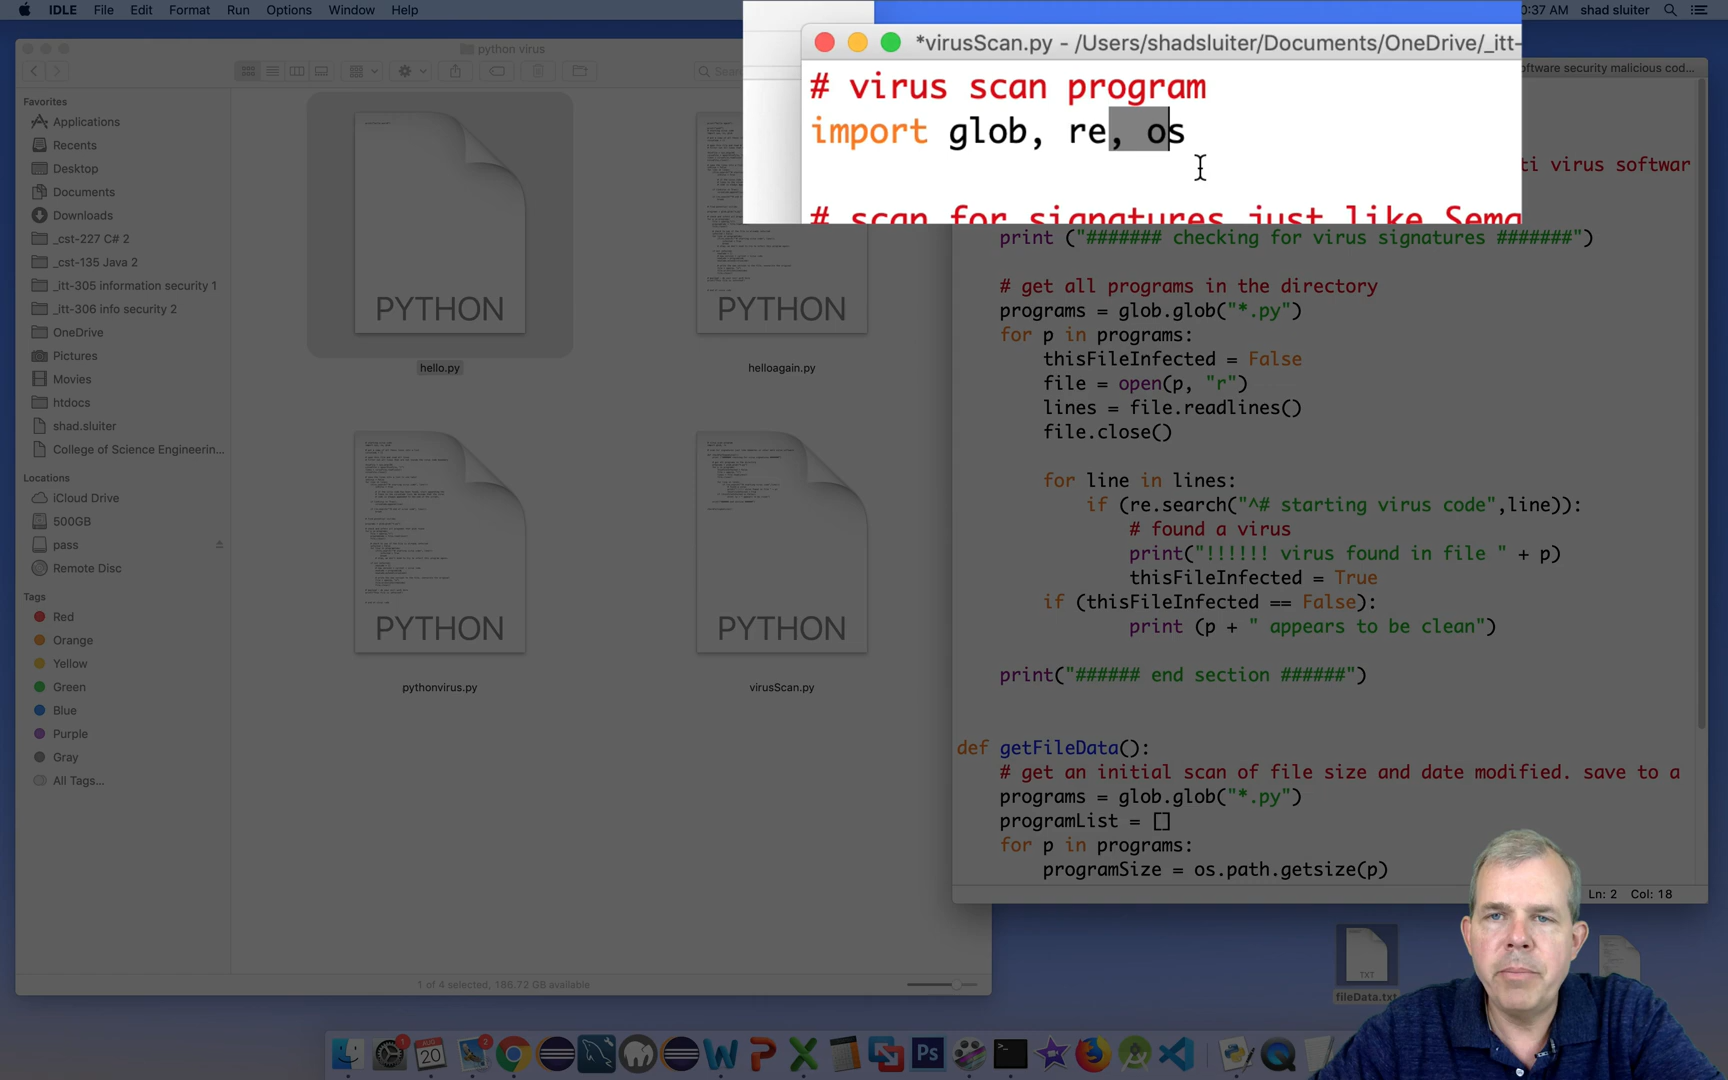 IDLE File Edit Format Run Options Window Help
0:37 AM shad sluiter
python virus
Favorites
Applications
Recents
Desktop
Documents
Downloads
_cst-227 C# 2
_cst-135 Java 2
_itt-305 information security 1
_itt-306 info security 2
OneDrive
Pictures
Movies
htdocs
shad.sluiter
College of Science Engineerin...
Locations
iCloud Drive
500GB
pass
Remote Disc
Tags
Red
Orange
Yellow
Green
Blue
Purple
Gray
All Tags...
PYTHON
hello.py
PYTHON
helloagain.py
PYTHON
pythonvirus.py
PYTHON
virusScan.py
1 of 4 selected, 186.72 GB available
*virusScan.py - /Users/shadsluiter/Documents/OneDrive/_itt-
oftware security malicious cod...
# virus scan program
import glob, re, os
ti virus softwar
# scan for signatures just like Sema
print ("####### checking for virus signatures #######")
# get all programs in the directory
programs = glob.glob("*.py")
for p in programs:
thisFileInfected = False
file = open(p, "r")
lines = file.readlines()
file.close()
for line in lines:
if (re.search("^# starting virus code",line)):
# found a virus
print("!!!!!! virus found in file " + p)
thisFileInfected = True
if (thisFileInfected == False):
print (p + " appears to be clean")
print("###### end section ######")
def getFileData():
# get an initial scan of file size and date modified. save to a
programs = glob.glob("*.py")
programList = []
for p in programs:
programSize = os.path.getsize(p)
Ln: 2 Col: 18
TXT
fileData.txt
20
Ps